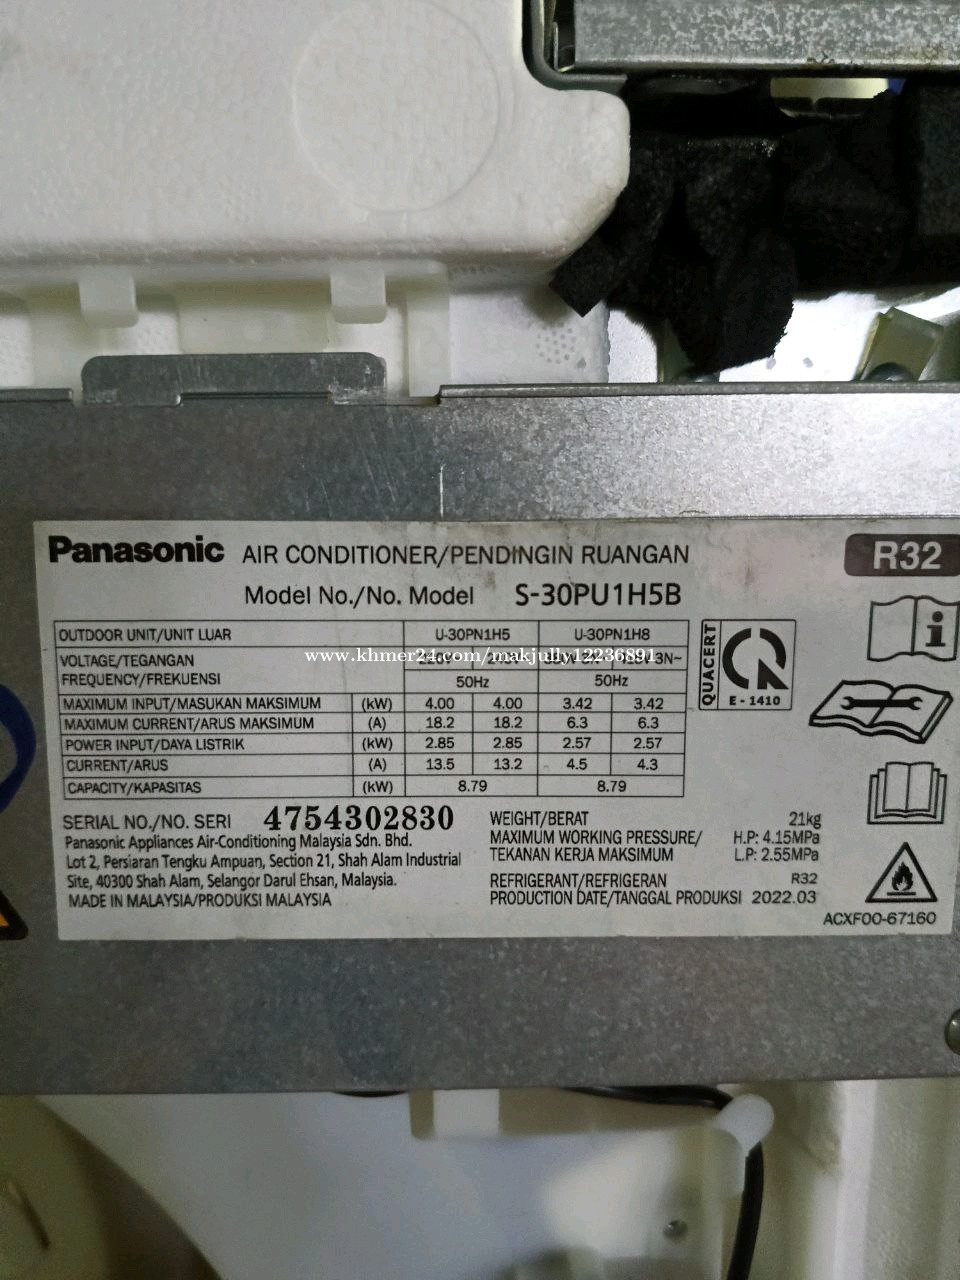 Panasonic AIR CONDITIONER/PENDINGIN RUANGAN R32
Model No./No. Model S-30PU1H5B
OUTDOOR UNIT/UNIT LUAR U-30PN1H5 U-30PN1H8
VOLTAGE/TEGANGAN
www.khmer24.com/makjully12236891
FREQUENCY/FREKUENSI 50Hz 50Hz
MAXIMUM INPUT/MASUKAN MAKSIMUM (kW) 4.00 4.00 3.42 3.42
MAXIMUM CURRENT/ARUS MAKSIMUM (A) 18.2 18.2 6.3 6.3
POWER INPUT/DAYA LISTRIK (kW) 2.85 2.85 2.57 2.57
CURRENT/ARUS (A) 13.5 13.2 4.5 4.3
CAPACITY/KAPASITAS (kW) 8.79 8.79
QUACERT
E - 1410
SERIAL NO./NO. SERI 4754302830
Panasonic Appliances Air-Conditioning Malaysia Sdn. Bhd.
Lot 2, Persiaran Tengku Ampuan, Section 21, Shah Alam Industrial
Site, 40300 Shah Alam, Selangor Darul Ehsan, Malaysia.
MADE IN MALAYSIA/PRODUKSI MALAYSIA
WEIGHT/BERAT 21kg
MAXIMUM WORKING PRESSURE/ H.P: 4.15MPa
TEKANAN KERJA MAKSIMUM L.P: 2.55MPa
REFRIGERANT/REFRIGERAN R32
PRODUCTION DATE/TANGGAL PRODUKSI 2022.03
ACXF00-67160